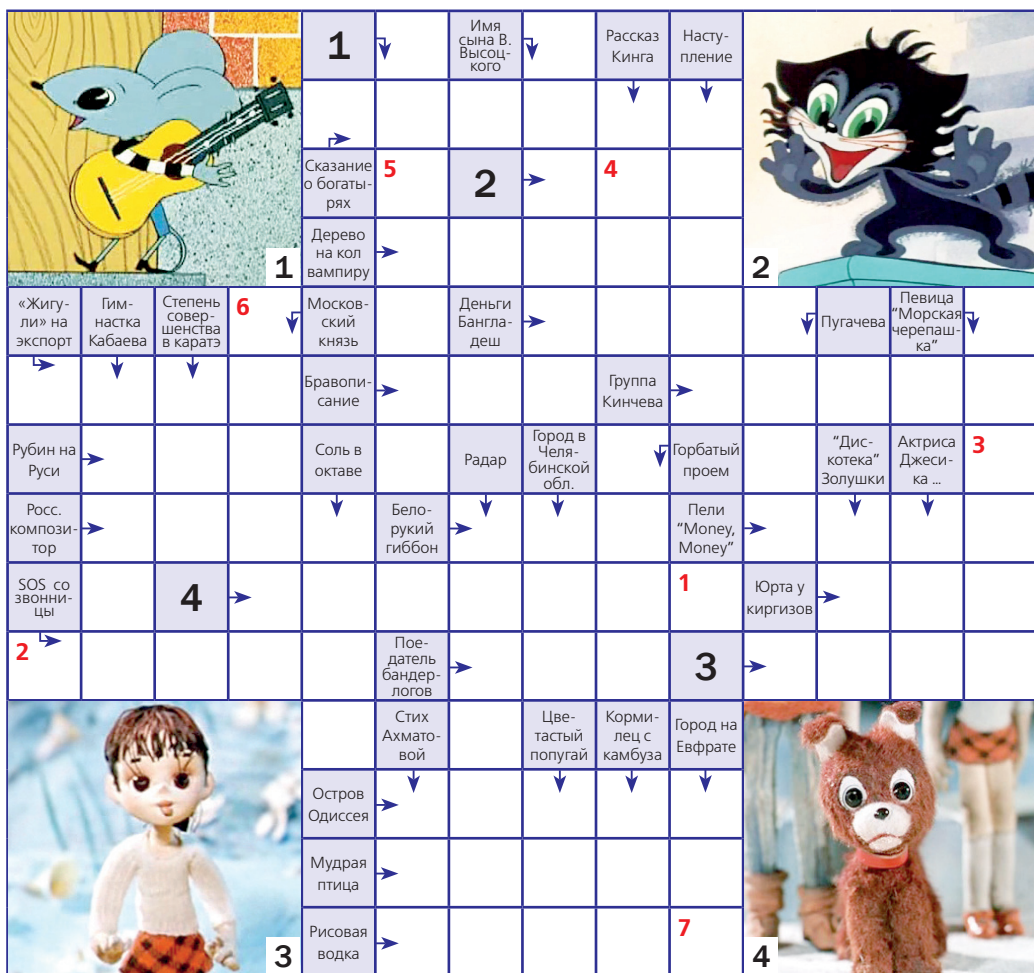 1
Имя
сына В.
Высоц-
кого
Рассказ
Кинга
Насту-
пление
Сказание
о богаты-
рях
5
2
4
Дерево
на кол
вампиру
1
2
«Жигу-
ли» на
экспорт
Гим-
настка
Кабаева
Степень
совер-
шенства
в каратэ
6
Москов-
ский
князь
Деньги
Бангла-
деш
Пугачева
Певица
“Морская
черепаш-
ка”
Бравопи-
сание
Группа
Кинчева
Рубин на
Руси
Соль в
октаве
Радар
Город в
Челя-
бинской
обл.
Горбатый
проем
“Дис-
котека”
Золушки
Актриса
Джеси-
ка ...
3
Росс.
компози-
тор
Бело-
рукий
гиббон
Пели
“Money,
Money”
SOS со
звонни-
цы
4
1
Юрта у
киргизов
2
Пое-
датель
бандер-
логов
3
Стих
Ахмато-
вой
Цве-
тастый
попугай
Корми-
лец с
камбуза
Город на
Евфрате
Остров
Одиссея
Мудрая
птица
Рисовая
водка
7
3
4